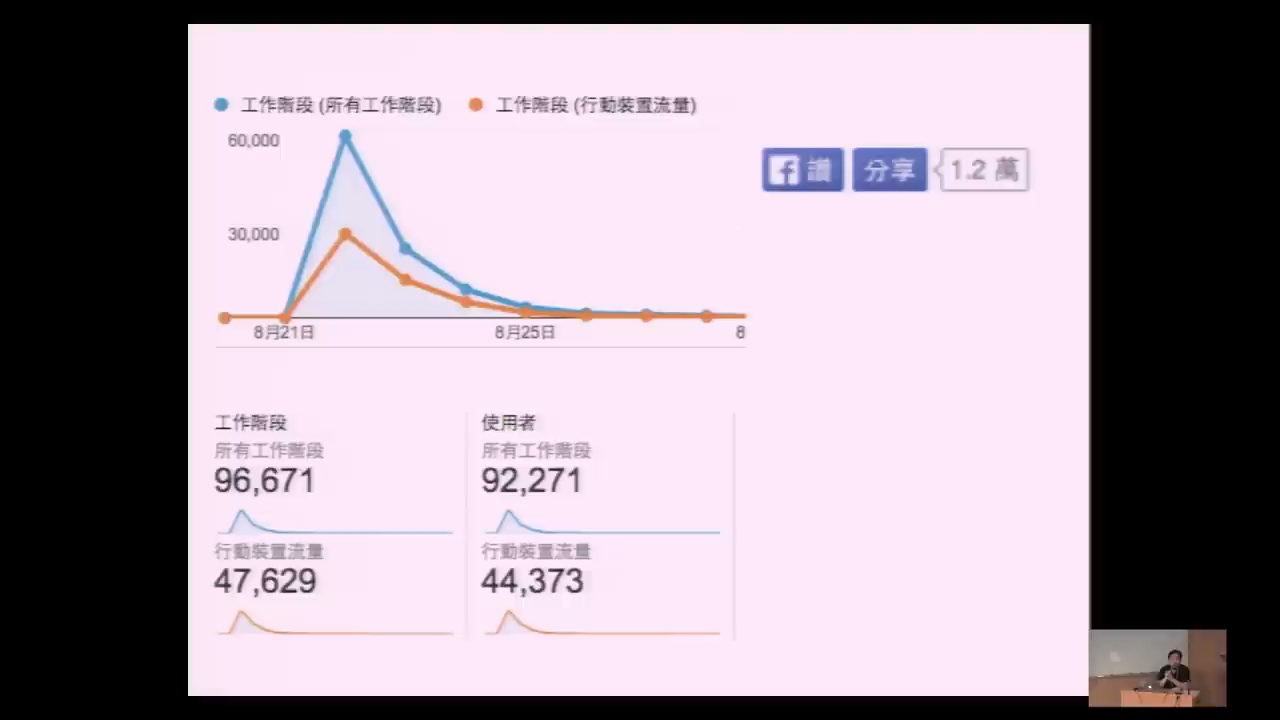 工作階段 (所有工作階段) 工作階段 (行動裝置流量)
60,000
30,000
8月21日 8月25日 8
讚 分享 1.2 萬
工作階段
所有工作階段
96,671
行動裝置流量
47,629
使用者
所有工作階段
92,271
行動裝置流量
44,373